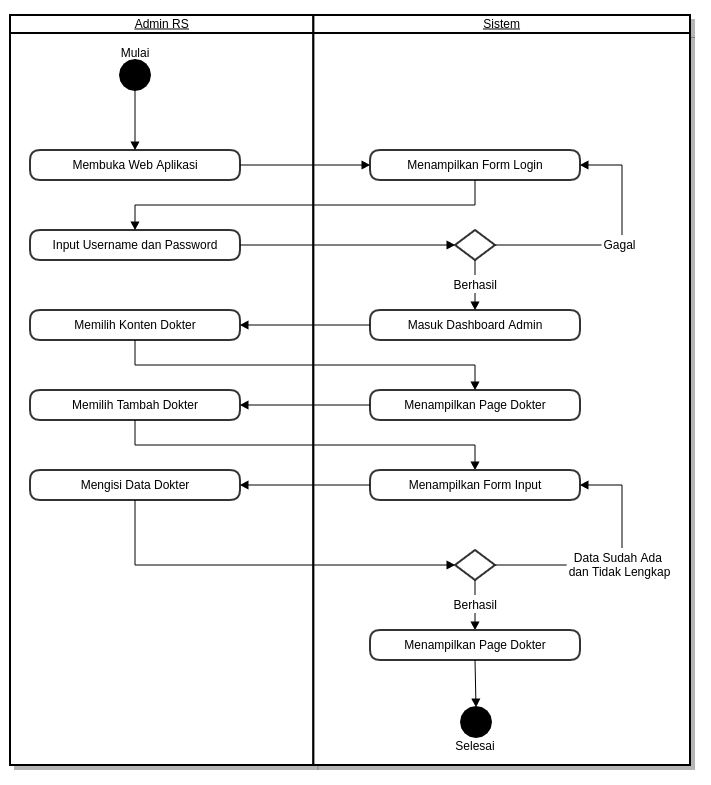 Admin RS
Sistem
Mulai
Membuka Web Aplikasi
Menampilkan Form Login
Input Username dan Password
Gagal
Berhasil
Memilih Konten Dokter
Masuk Dashboard Admin
Memilih Tambah Dokter
Menampilkan Page Dokter
Mengisi Data Dokter
Menampilkan Form Input
Data Sudah Ada
dan Tidak Lengkap
Berhasil
Menampilkan Page Dokter
Selesai